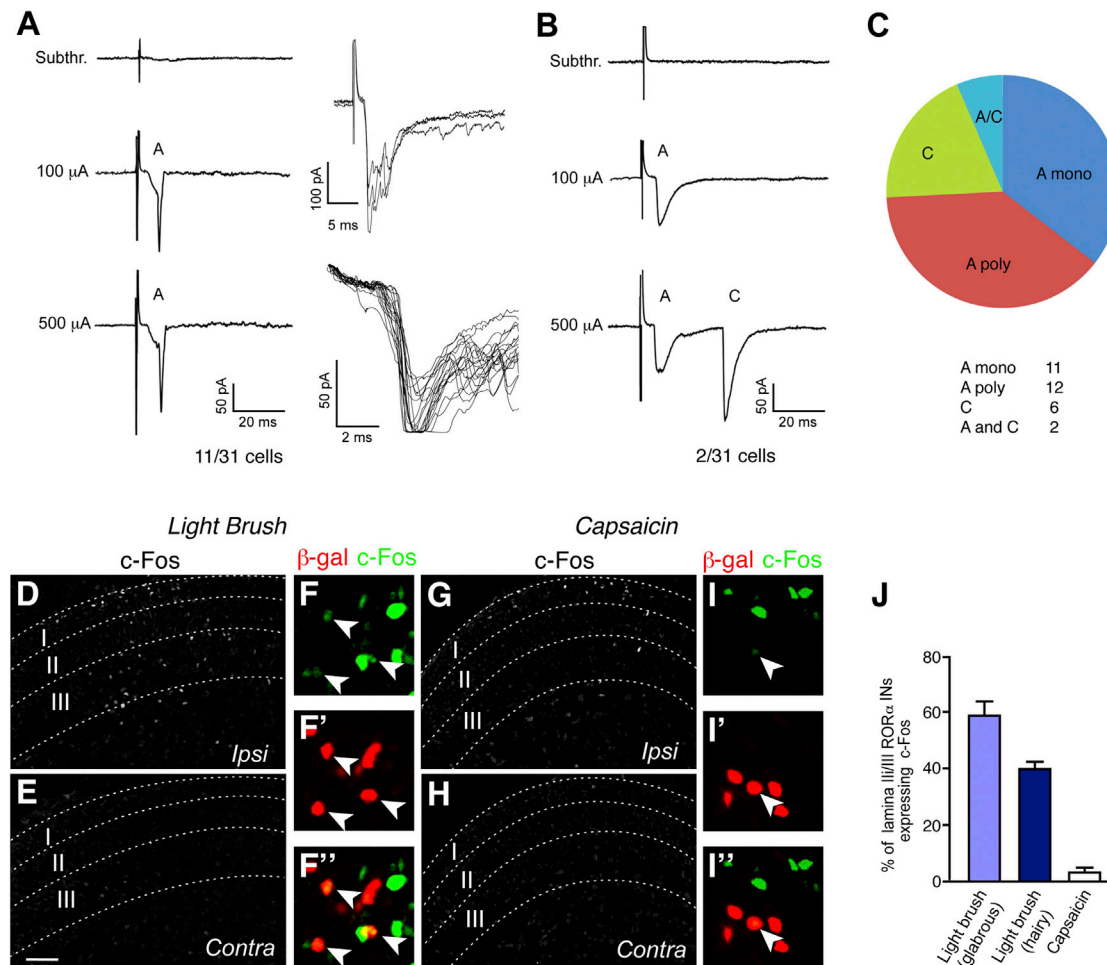 A
Subthr.
A
100 µA
A
500 µA
50 pA
20 ms
11/31 cells
100 pA
5 ms
50 pA
2 ms
B
Subthr.
A
100 µA
A
C
500 µA
50 pA
20 ms
2/31 cells
C
A/C
C
A mono
A poly
A mono 11
A poly 12
C 6
A and C 2
Light Brush
Capsaicin
c-Fos
β-gal c-Fos
c-Fos
β-gal c-Fos
D
I
II
III
Ipsi
E
I
II
III
Contra
F
F'
F''
G
I
II
III
Ipsi
H
I
II
III
Contra
I
I'
I''
J
% of lamina IIi/III RORα INs
expressing c-Fos
80
60
40
20
0
Light brush
(glabrous)
Light brush
(hairy)
Capsaicin